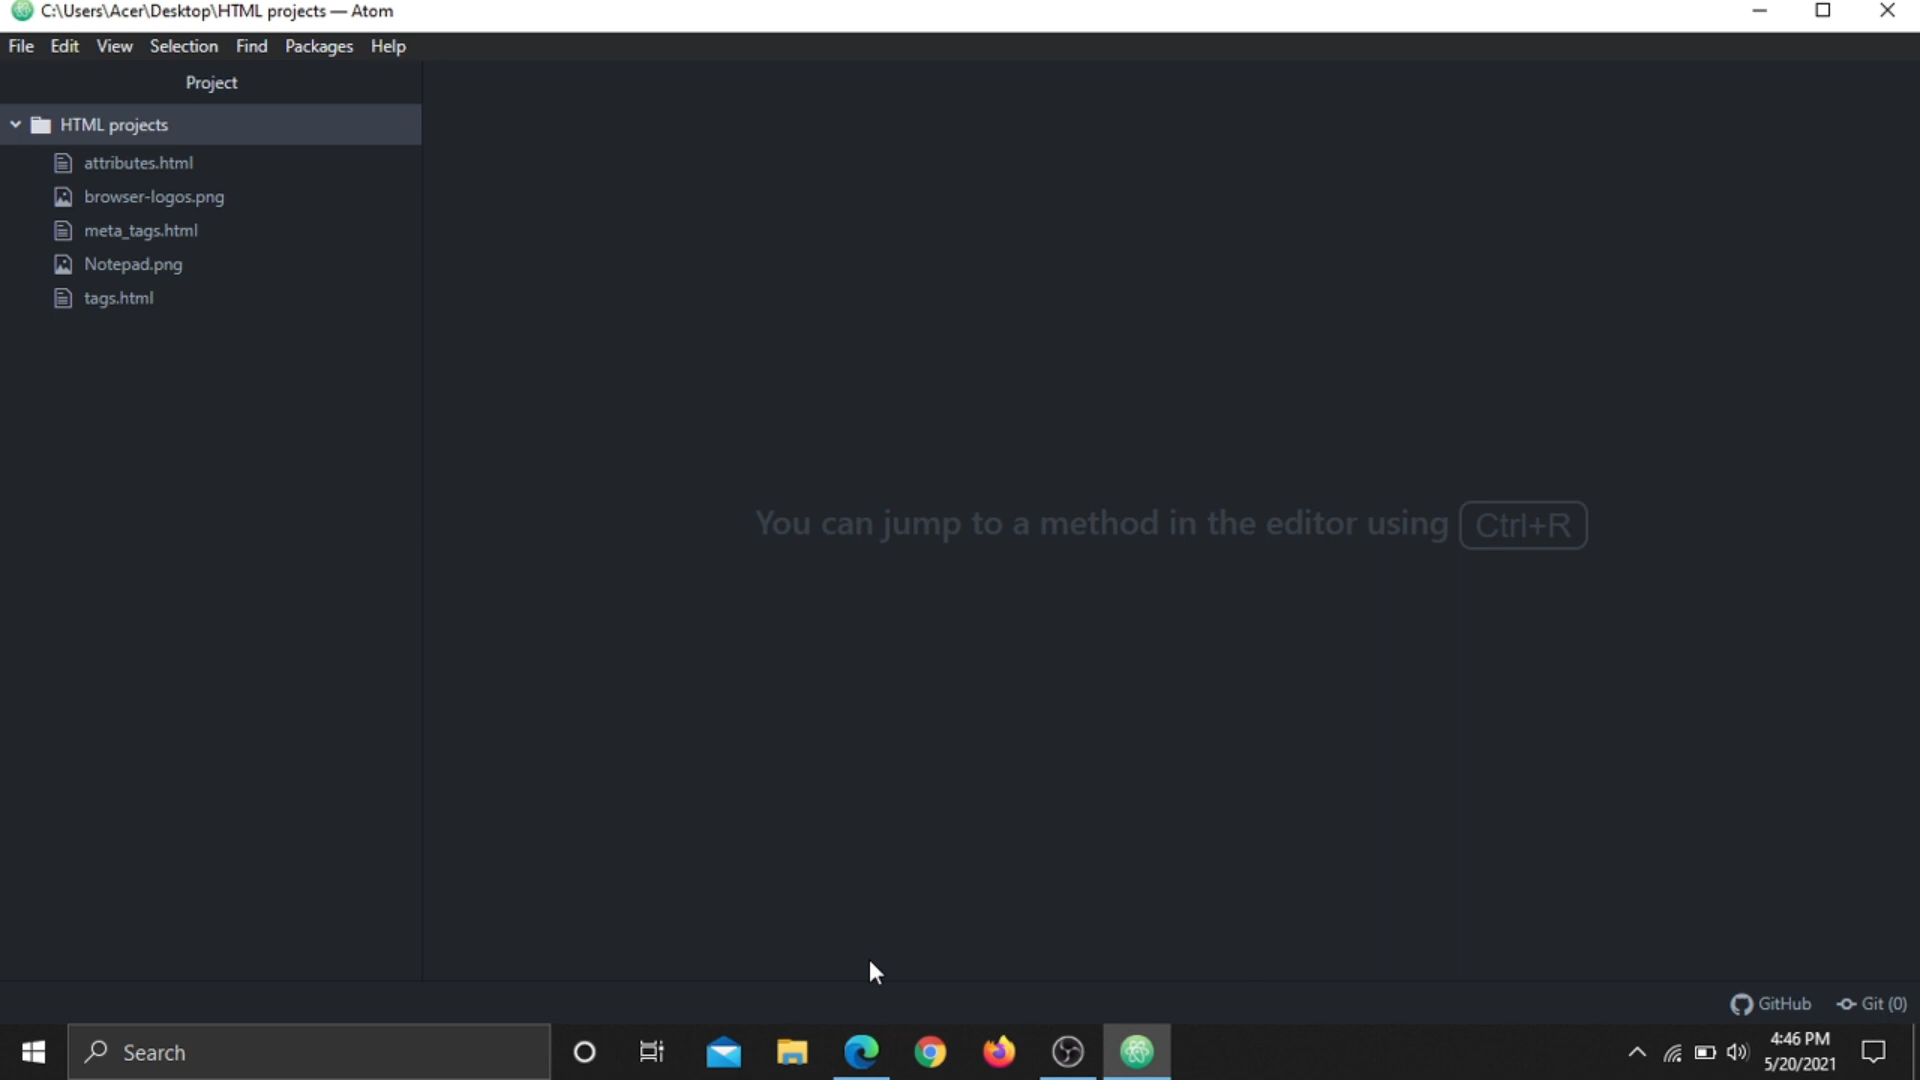 C:\Users\Acer\Desktop\HTML projects — Atom
File Edit View Selection Find Packages Help
Project
HTML projects
attributes.html
browser-logos.png
meta_tags.html
Notepad.png
tags.html
You can jump to a method in the editor using Ctrl+R
GitHub Git (0)
Search
4:46 PM
5/20/2021